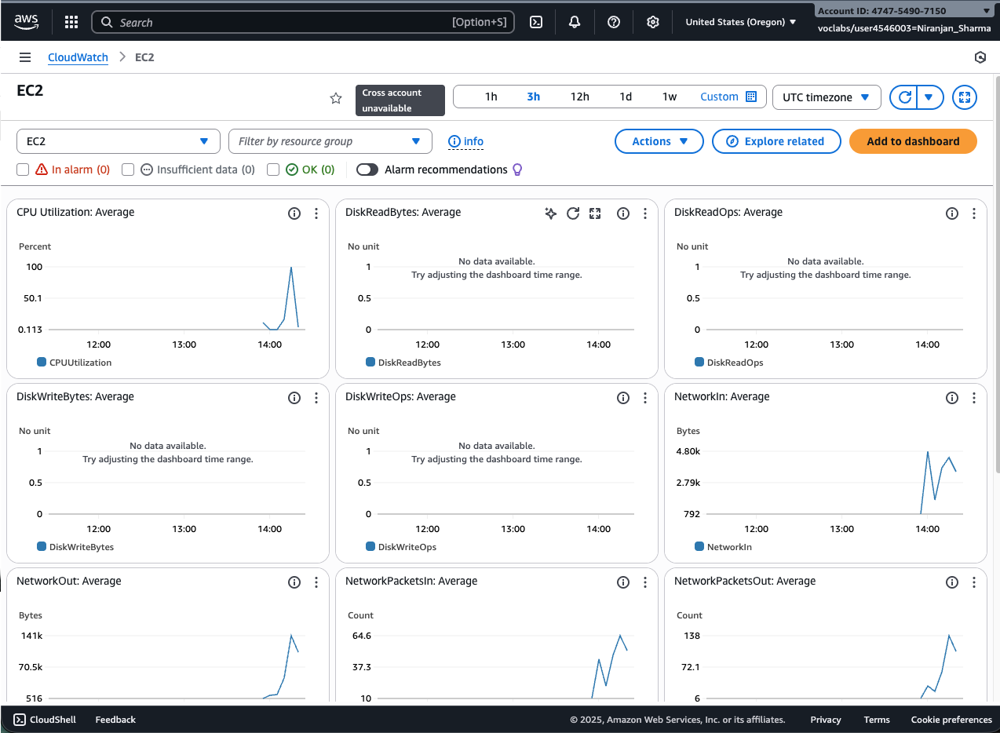 aws
Search
[Option+S]
United States (Oregon)
Account ID: 4747-5490-7150
voclabs/user4546003=Niranjan_Sharma
CloudWatch
EC2
EC2
Cross account
unavailable
1h
3h
12h
1d
1w
Custom
UTC timezone
EC2
Filter by resource group
info
Actions
Explore related
Add to dashboard
In alarm (0)
Insufficient data (0)
OK (0)
Alarm recommendations
CPU Utilization: Average
Percent
100
50.1
0.113
12:00
13:00
14:00
CPUUtilization
DiskReadBytes: Average
No unit
No data available.
Try adjusting the dashboard time range.
1
0.5
0
12:00
13:00
14:00
DiskReadBytes
DiskReadOps: Average
No unit
No data available.
Try adjusting the dashboard time range.
1
0.5
0
12:00
13:00
14:00
DiskReadOps
DiskWriteBytes: Average
No unit
No data available.
Try adjusting the dashboard time range.
1
0.5
0
12:00
13:00
14:00
DiskWriteBytes
DiskWriteOps: Average
No unit
No data available.
Try adjusting the dashboard time range.
1
0.5
0
12:00
13:00
14:00
DiskWriteOps
NetworkIn: Average
Bytes
4.80k
2.79k
792
12:00
13:00
14:00
NetworkIn
NetworkOut: Average
Bytes
141k
70.5k
516
NetworkPacketsIn: Average
Count
64.6
37.3
10
NetworkPacketsOut: Average
Count
138
72.1
6
CloudShell
Feedback
© 2025, Amazon Web Services, Inc. or its affiliates.
Privacy
Terms
Cookie preferences